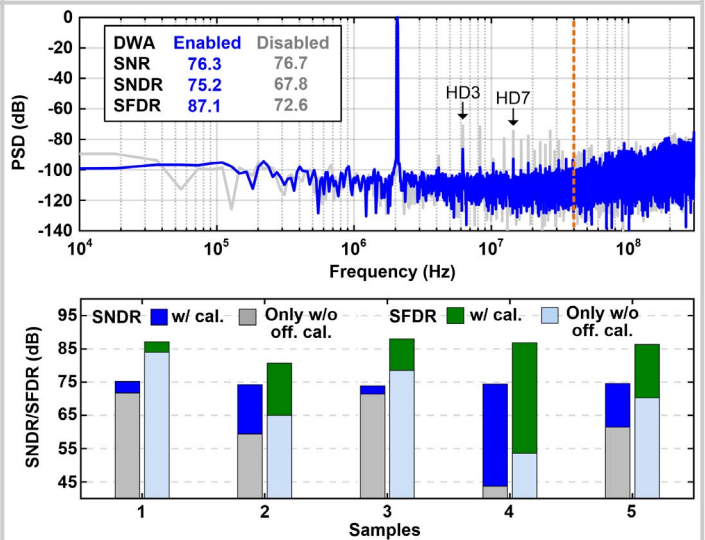 0
-20
-40
-60
-80
-100
-120
-140
PSD (dB)
DWA Enabled Disabled
SNR 76.3 76.7
SNDR 75.2 67.8
SFDR 87.1 72.6
HD3 HD7
10^4 10^5 10^6 10^7 10^8
Frequency (Hz)
95
85
75
65
55
45
SNDR/SFDR (dB)
SNDR w/ cal. Only w/o off. cal. SFDR w/ cal. Only w/o off. cal.
1 2 3 4 5
Samples